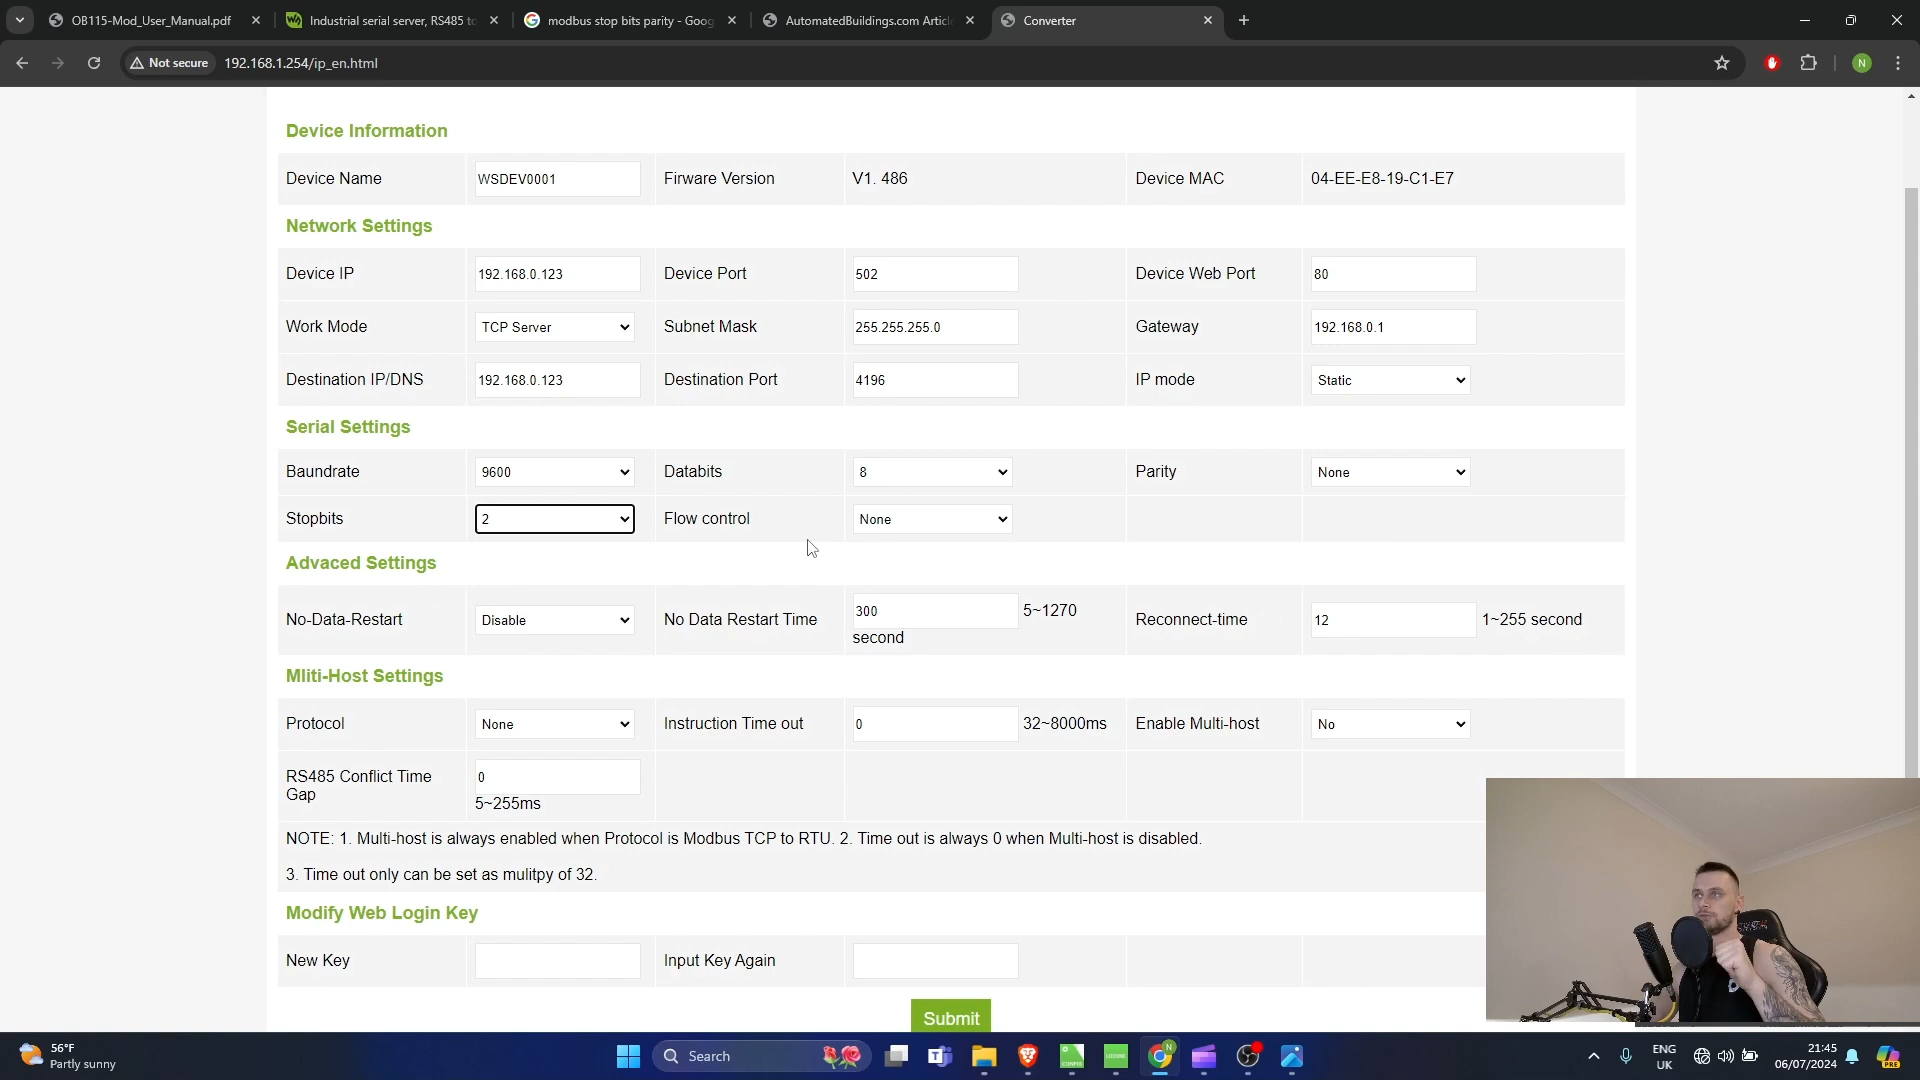 OB115-Mod_User_Manual.pdf
Industrial serial server, RS485 to
modbus stop bits parity - Goog
AutomatedBuildings.com Articl
Converter
Not secure 192.168.1.254/ip_en.html N
Device Information
Device Name WSDEV0001 Firware Version V1. 486 Device MAC 04-EE-E8-19-C1-E7
Network Settings
Device IP 192.168.0.123 Device Port 502 Device Web Port 80
Work Mode TCP Server Subnet Mask 255.255.255.0 Gateway 192.168.0.1
Destination IP/DNS 192.168.0.123 Destination Port 4196 IP mode Static
Serial Settings
Baundrate 9600 Databits 8 Parity None
Stopbits 2 Flow control None
Advaced Settings
No-Data-Restart Disable No Data Restart Time 300 5~1270 second Reconnect-time 12 1~255 second
Mliti-Host Settings
Protocol None Instruction Time out 0 32~8000ms Enable Multi-host No
RS485 Conflict Time Gap 0 5~255ms
NOTE: 1. Multi-host is always enabled when Protocol is Modbus TCP to RTU. 2. Time out is always 0 when Multi-host is disabled.
3. Time out only can be set as mulitpy of 32.
Modify Web Login Key
New Key Input Key Again
Submit
56°F
Partly sunny
Search
CONFIG
N
ENG
UK
21:45
06/07/2024
PRE